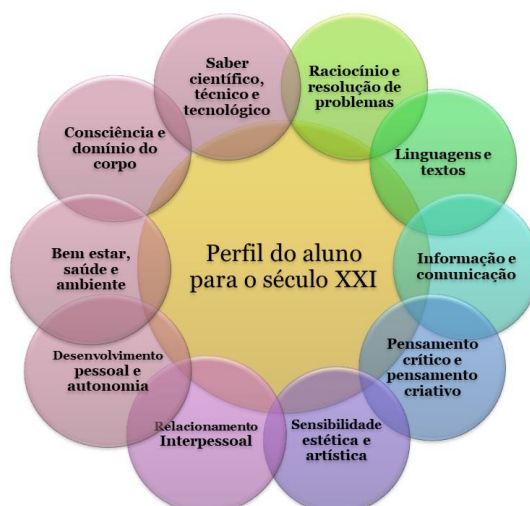 Perfil do aluno
para o século XXI
Raciocínio e
resolução de
problemas
Linguagens e
textos
Informação e
comunicação
Pensamento
crítico e
pensamento
criativo
Sensibilidade
estética e
artística
Relacionamento
Interpessoal
Desenvolvimento
pessoal e
autonomia
Bem estar,
saúde e
ambiente
Consciência e
domínio do
corpo
Saber
científico,
técnico e
tecnológico